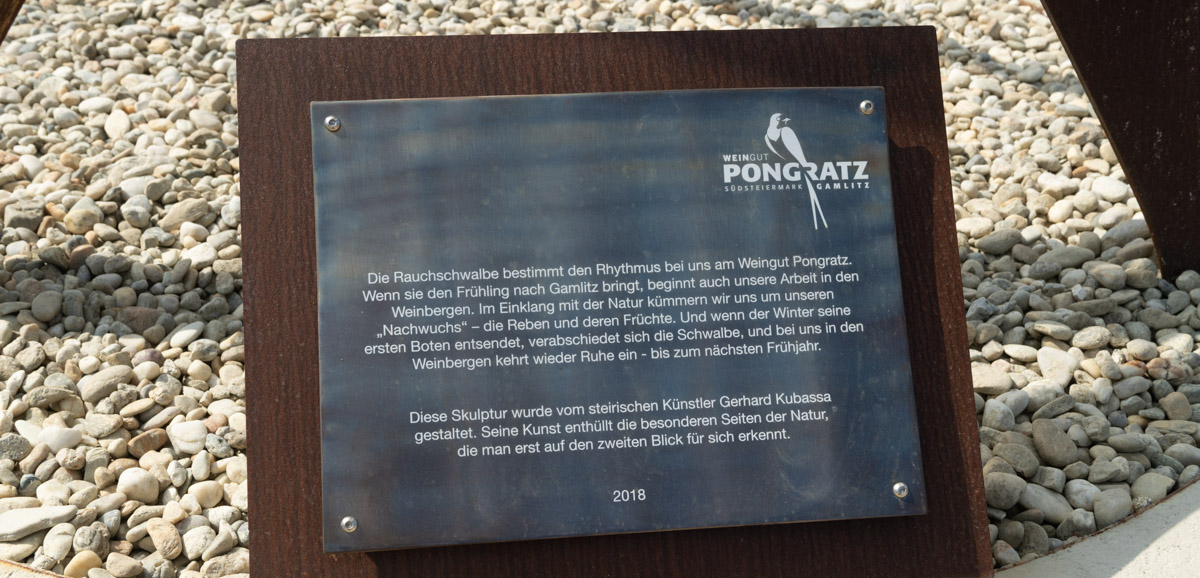 WEINGUT
PONGRATZ
SÜDSTEIERMARK GAMLITZ
Die Rauchschwalbe bestimmt den Rhythmus bei uns am Weingut Pongratz.
Wenn sie den Frühling nach Gamlitz bringt, beginnt auch unsere Arbeit in den
Weinbergen. Im Einklang mit der Natur kümmern wir uns um unseren
„Nachwuchs“ – die Reben und deren Früchte. Und wenn der Winter seine
ersten Boten entsendet, verabschiedet sich die Schwalbe, und bei uns in den
Weinbergen kehrt wieder Ruhe ein - bis zum nächsten Frühjahr.
Diese Skulptur wurde vom steirischen Künstler Gerhard Kubassa
gestaltet. Seine Kunst enthüllt die besonderen Seiten der Natur,
die man erst auf den zweiten Blick für sich erkennt.
2018